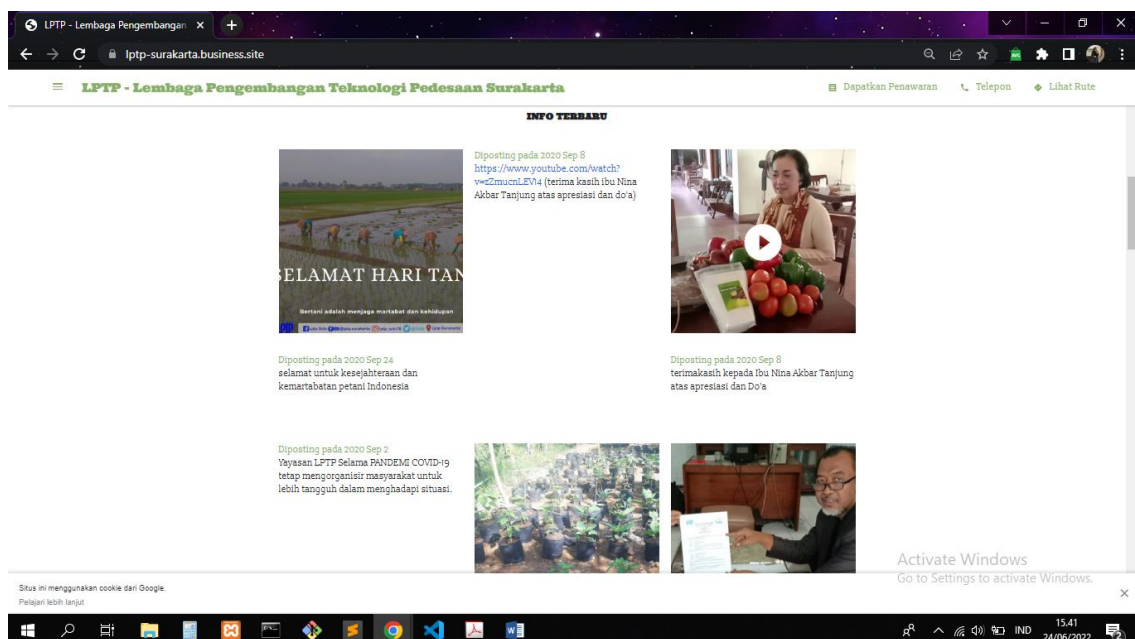 LPTP - Lembaga Pengembangan
lptp-surakarta.business.site
LPTP - Lembaga Pengembangan Teknologi Pedesaan Surakarta
Dapatkan Penawaran
Telepon
Lihat Rute
INFO TERBARU
SELAMAT HARI TAN
Bertani adalah menjaga martabat dan kehidupan
Diposting pada 2020 Sep 24
selamat untuk kesejahteraan dan
kemartabatan petani Indonesia
Diposting pada 2020 Sep 8
https://www.youtube.com/watch?
v=zZmucnLEVI4 (terima kasih ibu Nina
Akbar Tanjung atas apresiasi dan do'a)
Diposting pada 2020 Sep 8
terimakasih kepada Ibu Nina Akbar Tanjung
atas apresiasi dan Do'a
Diposting pada 2020 Sep 2
Yayasan LPTP Selama PANDEMI COVID-19
tetap mengorganisir masyarakat untuk
lebih tangguh dalam menghadapi situasi.
Activate Windows
Go to Settings to activate Windows.
Situs ini menggunakan cookie dari Google.
Pelajari lebih lanjut
IND
15.41
24/06/2022